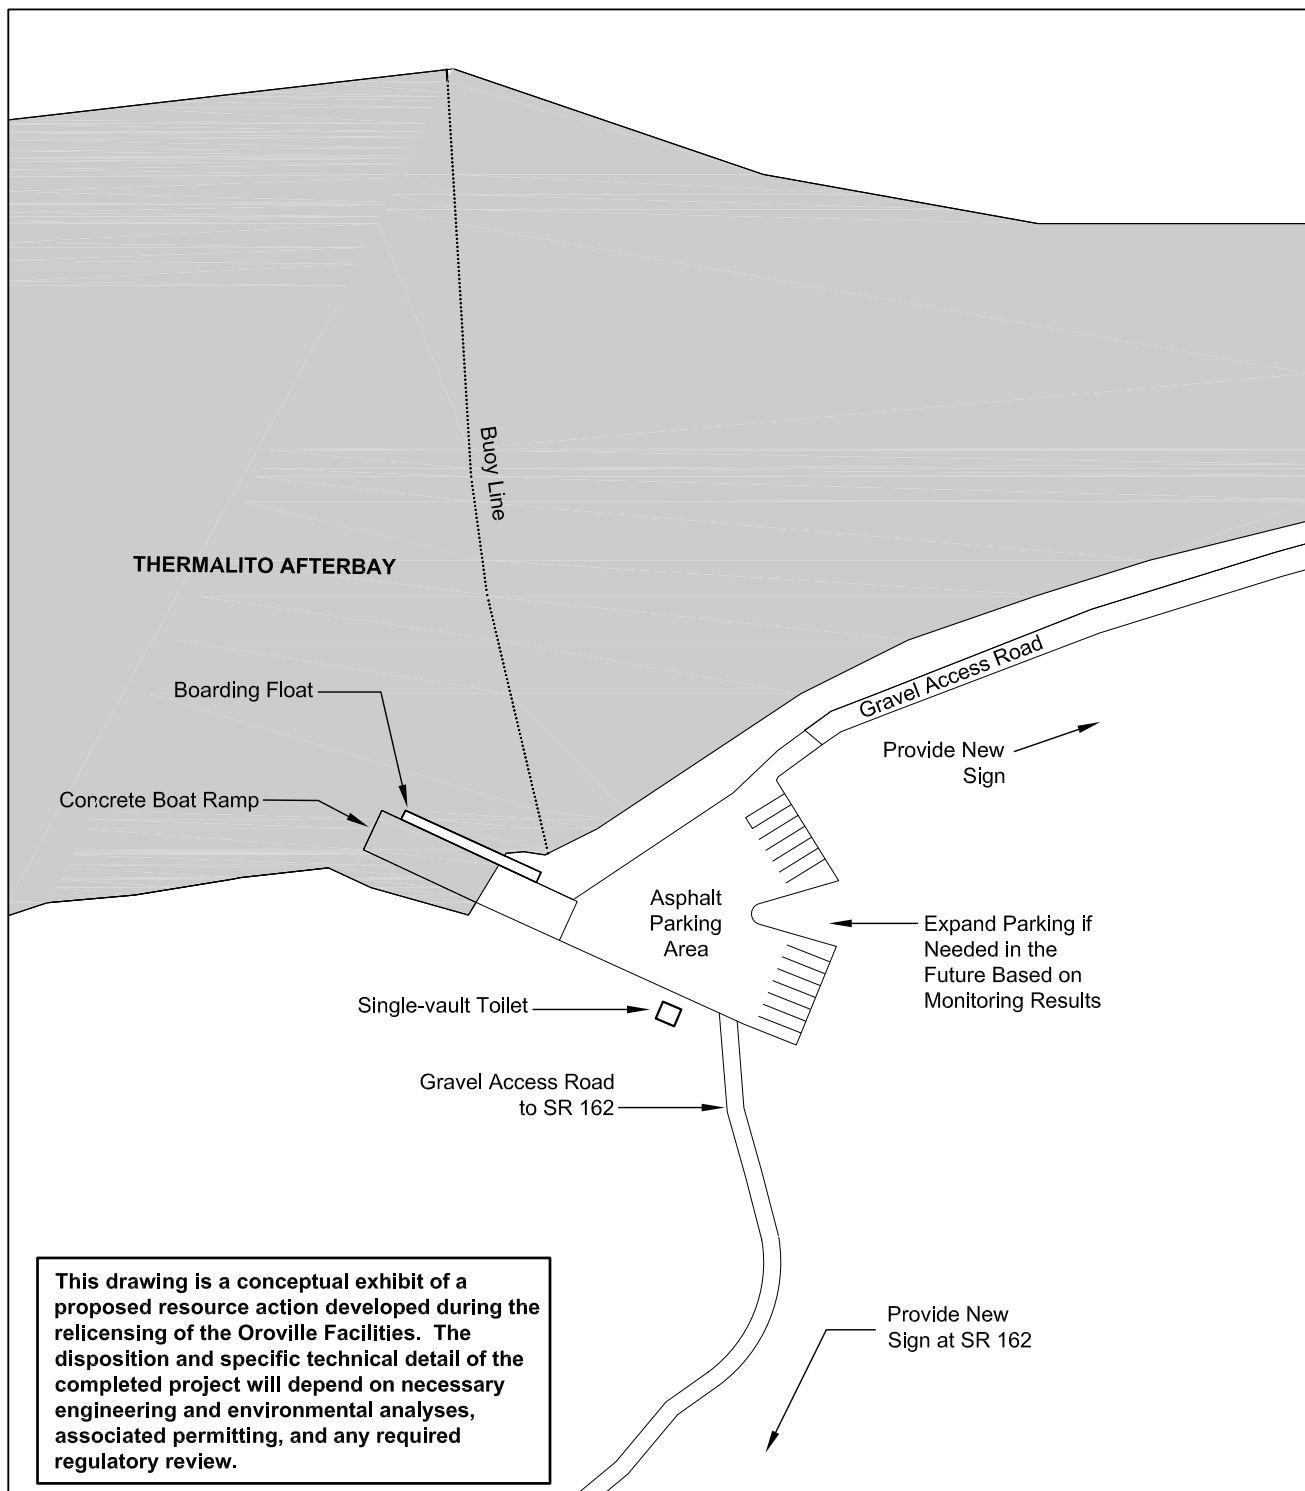 Buoy Line
THERMALITO AFTERBAY
Boarding Float
Concrete Boat Ramp
Gravel Access Road
Provide New
Sign
Asphalt
Parking
Area
Expand Parking if
Needed in the
Future Based on
Monitoring Results
Single-vault Toilet
Gravel Access Road
to SR 162
Provide New
Sign at SR 162
This drawing is a conceptual exhibit of a
proposed resource action developed during the
relicensing of the Oroville Facilities. The
disposition and specific technical detail of the
completed project will depend on necessary
engineering and environmental analyses,
associated permitting, and any required
regulatory review.